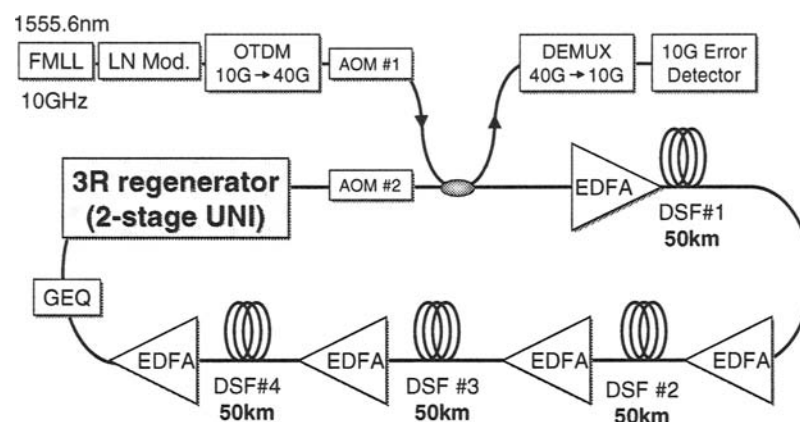 1555.6nm
FMLL
LN Mod.
OTDM
10G→40G
AOM #1
DEMUX
40G→10G
10G Error
Detector
10GHz
3R regenerator
(2-stage UNI)
AOM #2
EDFA
DSF#1
50km
GEQ
EDFA
DSF#4
50km
EDFA
DSF #3
50km
EDFA
DSF #2
50km
EDFA